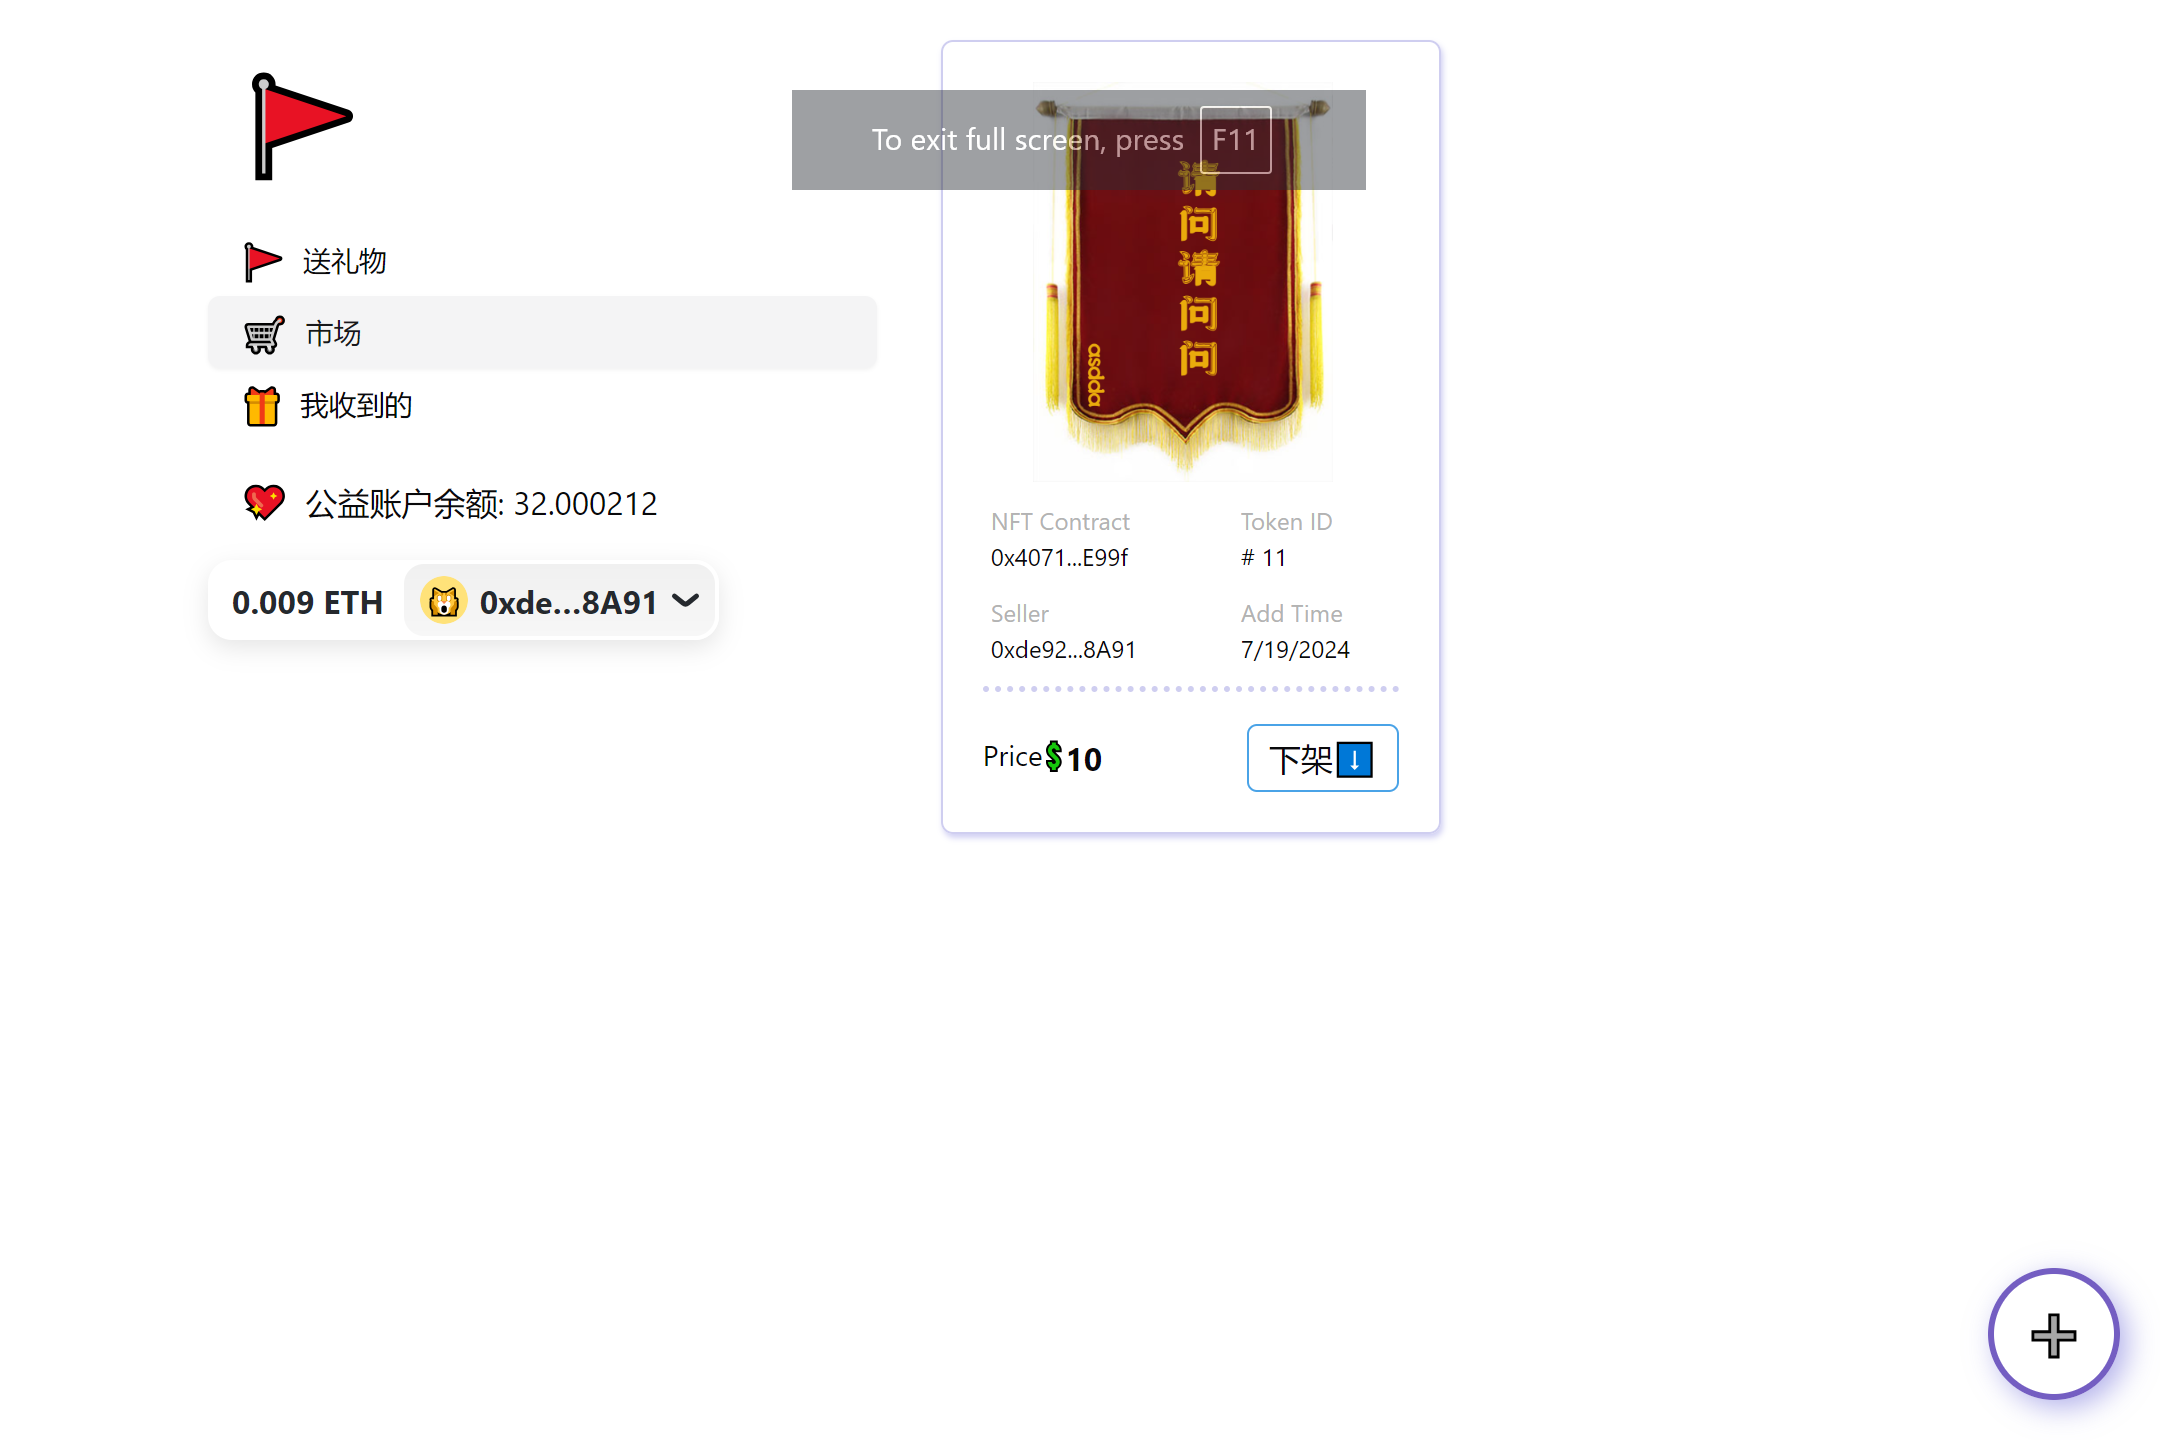 送礼物
市场
我收到的
公益账户余额: 32.000212
0.009 ETH
0xde...8A91
To exit full screen, press F11
请问请问问
asdda
NFT Contract
Token ID
0x4071...E99f
# 11
Seller
Add Time
0xde92...8A91
7/19/2024
Price 10
下架